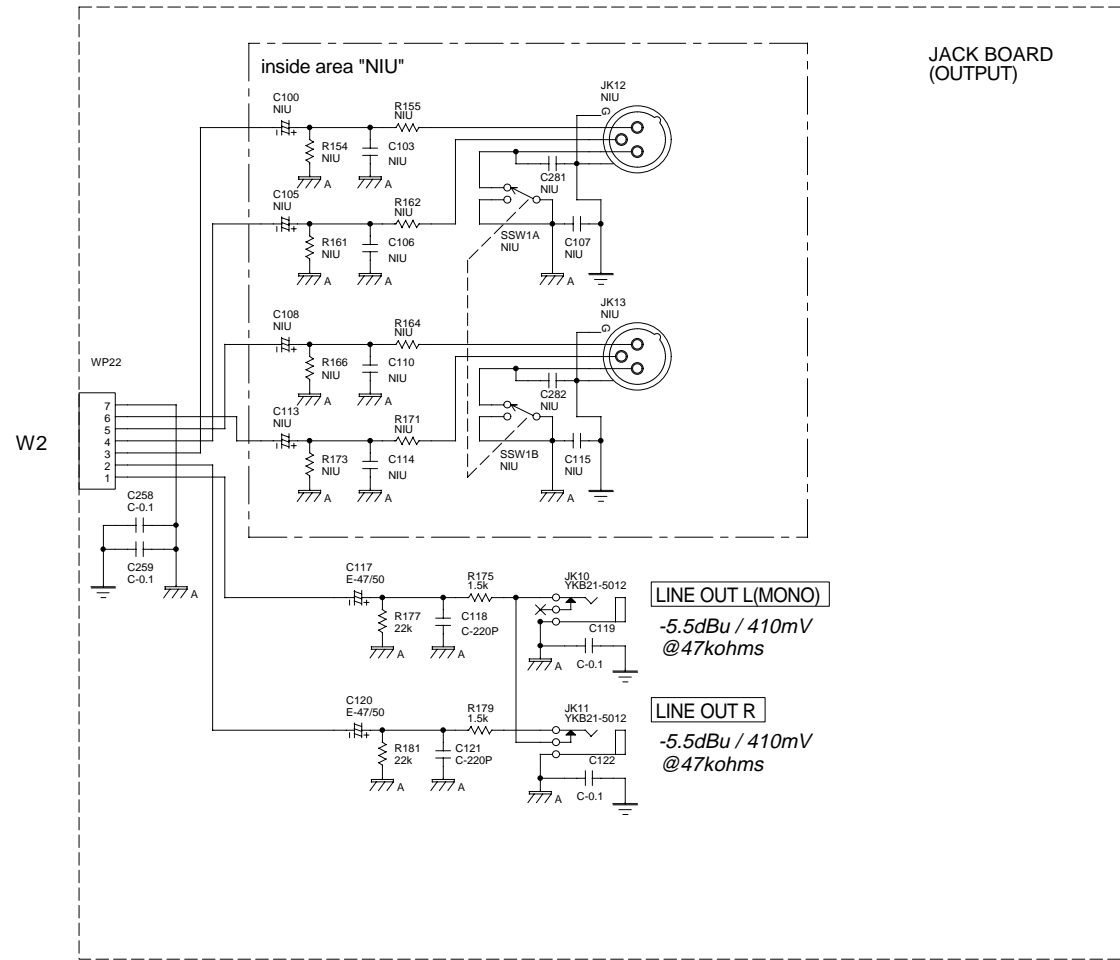 JACK BOARD
(OUTPUT)
inside area "NIU"
C100
NIU
R155
NIU
JK12
NIU
G
R154
NIU
C103
NIU
A
A
C281
NIU
C105
NIU
R162
NIU
SSW1A
NIU
R161
NIU
C106
NIU
C107
NIU
A
A
A
C108
NIU
R164
NIU
JK13
NIU
G
R166
NIU
C110
NIU
A
A
C282
NIU
C113
NIU
R171
NIU
SSW1B
NIU
R173
NIU
C114
NIU
C115
NIU
A
A
A
WP22
W2
7
6
5
4
3
2
1
C258
C-0.1
C259
C-0.1
A
C117
E-47/50
R175
1.5k
JK10
YKB21-5012
LINE OUT L(MONO)
-5.5dBu / 410mV
@47kohms
R177
22k
C118
C-220P
C119
C-0.1
A
A
A
C120
E-47/50
R179
1.5k
JK11
YKB21-5012
LINE OUT R
-5.5dBu / 410mV
@47kohms
R181
22k
C121
C-220P
C122
C-0.1
A
A
A